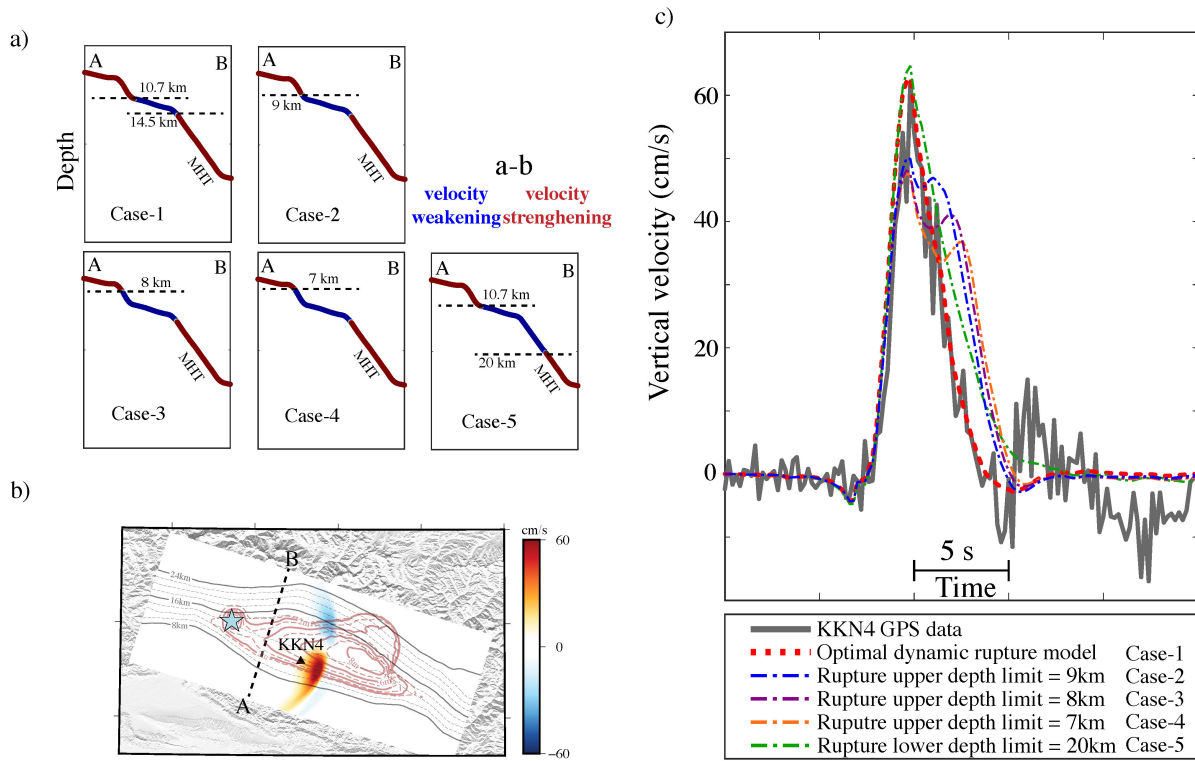 a)
A
B
10.7 km
14.5 km
MHT
Case-1
Depth
A
B
9 km
MHT
Case-2
a-b
velocity velocity
weakening strenghening
A
B
8 km
MHT
Case-3
A
B
7 km
MHT
Case-4
A
B
10.7 km
20 km
MHT
Case-5
b)
cm/s
60
0
−60
24km
16km
8km
B
KKN4
A
c)
Vertical velocity (cm/s)
60
40
20
0
5 s
Time
KKN4 GPS data
Optimal dynamic rupture model Case-1
Rupture upper depth limit = 9km Case-2
Rupture upper depth limit = 8km Case-3
Ruputre upper depth limit = 7km Case-4
Rupture lower depth limit = 20km Case-5